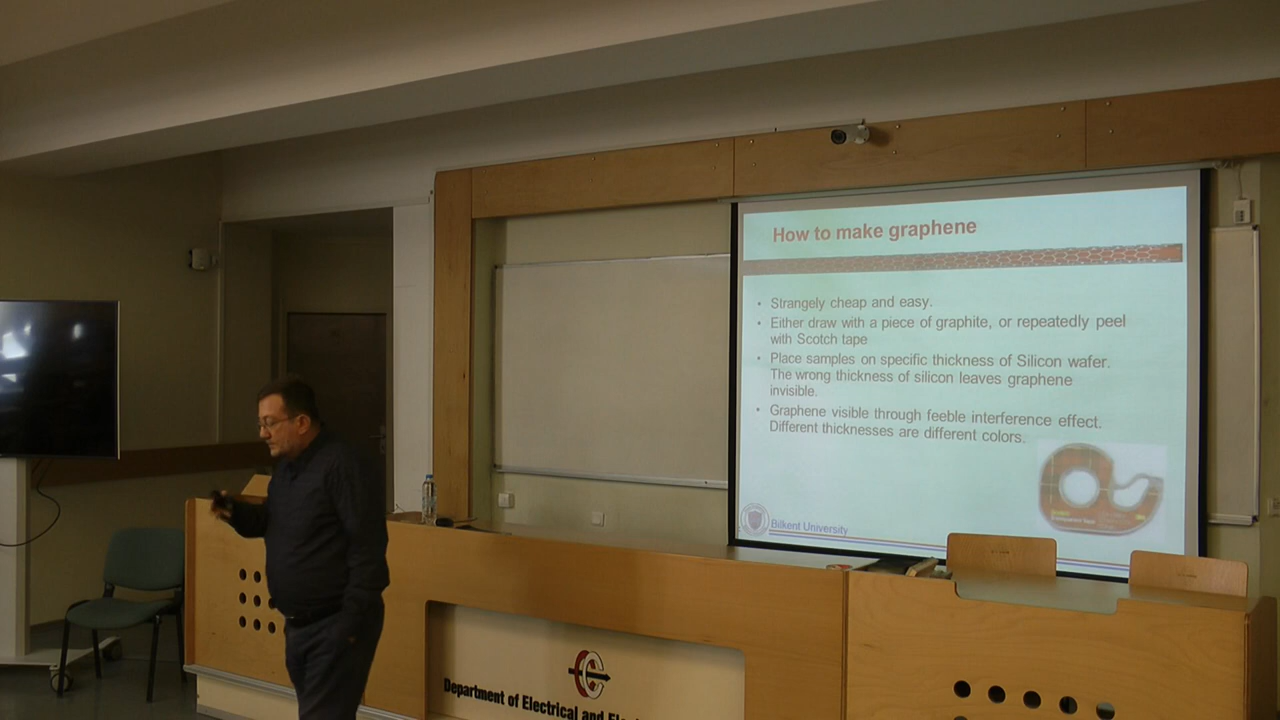 How to make graphene
• Strangely cheap and easy.
• Either draw with a piece of graphite, or repeatedly peel
with Scotch tape
• Place samples on specific thickness of Silicon wafer.
The wrong thickness of silicon leaves graphene
invisible.
• Graphene visible through feeble interference effect.
Different thicknesses are different colors.
Bilkent University
Department of Electrical and